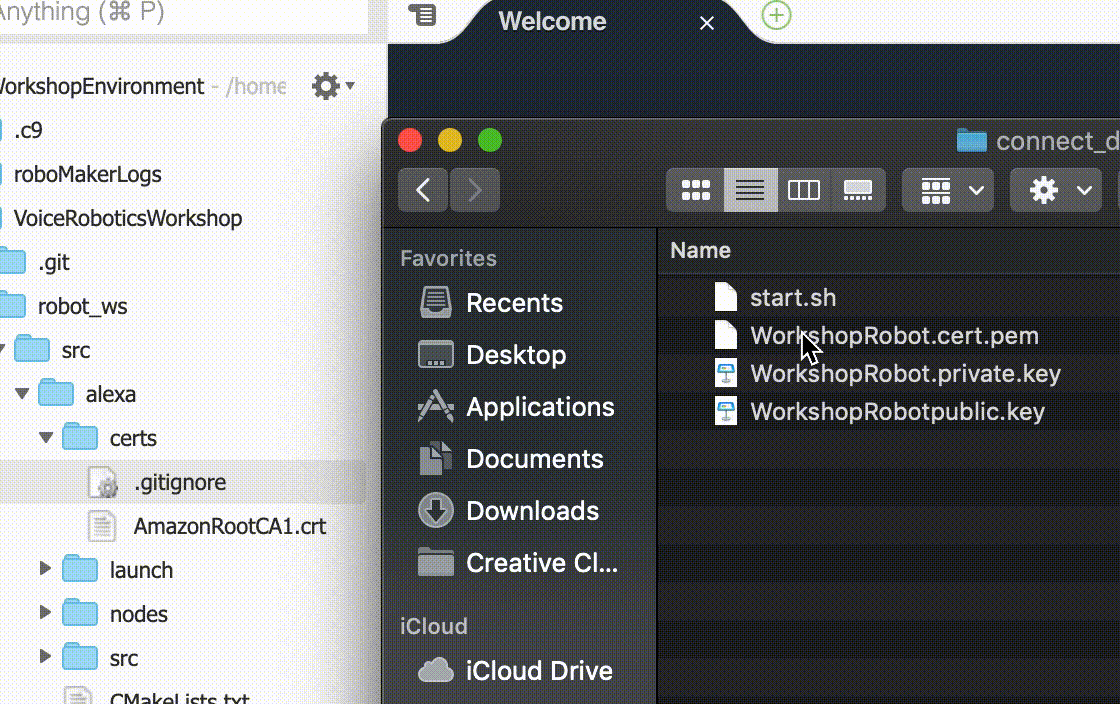 Anything (⌘ P)
Welcome
WorkshopEnvironment - /home
.c9
roboMakerLogs
VoiceRoboticsWorkshop
.git
robot_ws
src
alexa
certs
.gitignore
AmazonRootCA1.crt
launch
nodes
src
CMakeLists.txt
connect_d
Favorites
Recents
Desktop
Applications
Documents
Downloads
Creative Cl...
iCloud
iCloud Drive
Name
start.sh
WorkshopRobot.cert.pem
WorkshopRobot.private.key
WorkshopRobotpublic.key